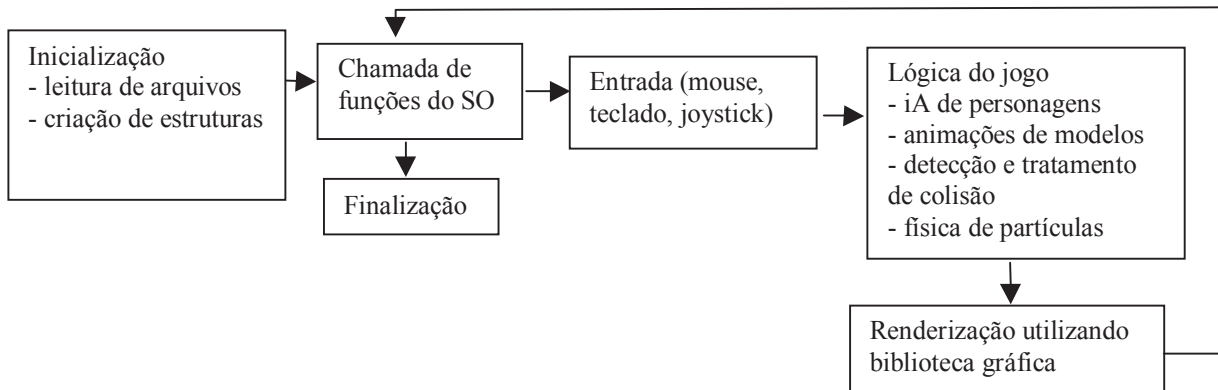 Inicialização
- leitura de arquivos
- criação de estruturas
Chamada de
funções do SO
Finalização
Entrada (mouse,
teclado, joystick)
Lógica do jogo
- iA de personagens
- animações de modelos
- detecção e tratamento
de colisão
- física de partículas
Renderização utilizando
biblioteca gráfica